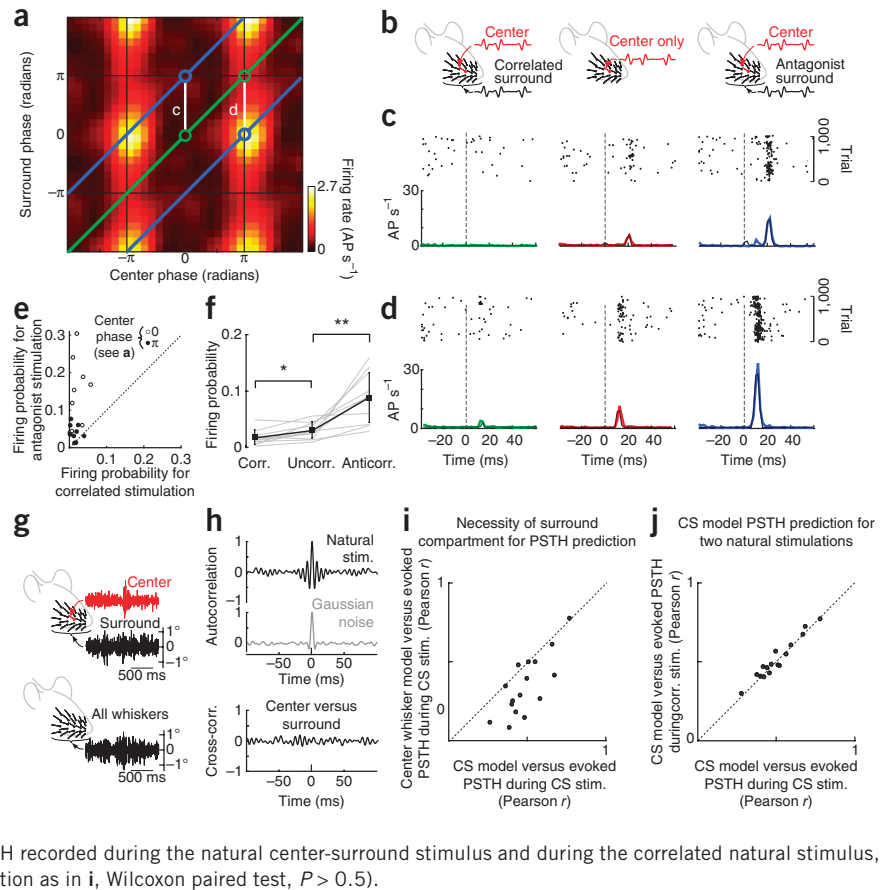 a
Surround phase (radians)
π
0
−π
c
d
−π
0
π
Center phase (radians)
2.7
0
Firing rate (AP s⁻¹)
b
Center
Correlated
surround
Center only
Center
Antagonist
surround
c
1,000
0
Trial
30
0
AP s⁻¹
−20 0 20 40
d
1,000
0
Trial
30
0
AP s⁻¹
−20 0 20 40
−20 0 20 40
−20 0 20 40
Time (ms)
Time (ms)
Time (ms)
e
Firing probability for
antagonist stimulation
0.3
0.2
0.1
0
Center
phase
(see a)
0
π
0
0.1
0.2
0.3
Firing probability for
correlated stimulation
f
Firing probability
0.2
0.1
0
*
**
Corr.
Uncorr.
Anticorr.
g
Center
Surround
1°
0
−1°
500 ms
All whiskers
1°
0
−1°
500 ms
h
Autocorrelation
1
0
−1
Natural
stim.
1
0
Gaussian
noise
−50 0 50
Time (ms)
Cross-corr.
1
0
−1
Center versus
surround
−50 0 50
Time (ms)
i
Necessity of surround
compartment for PSTH prediction
Center whisker model versus evoked
PSTH during CS stim. (Pearson r)
1
0
1
CS model versus evoked
PSTH during CS stim.
(Pearson r)
j
CS model PSTH prediction for
two natural stimulations
CS model versus evoked PSTH
duringcorr. stim. (Pearson r)
1
1
CS model versus evoked
PSTH during CS stim.
(Pearson r)
H recorded during the natural center-surround stimulus and during the correlated natural stimulus,
tion as in i, Wilcoxon paired test, P > 0.5).